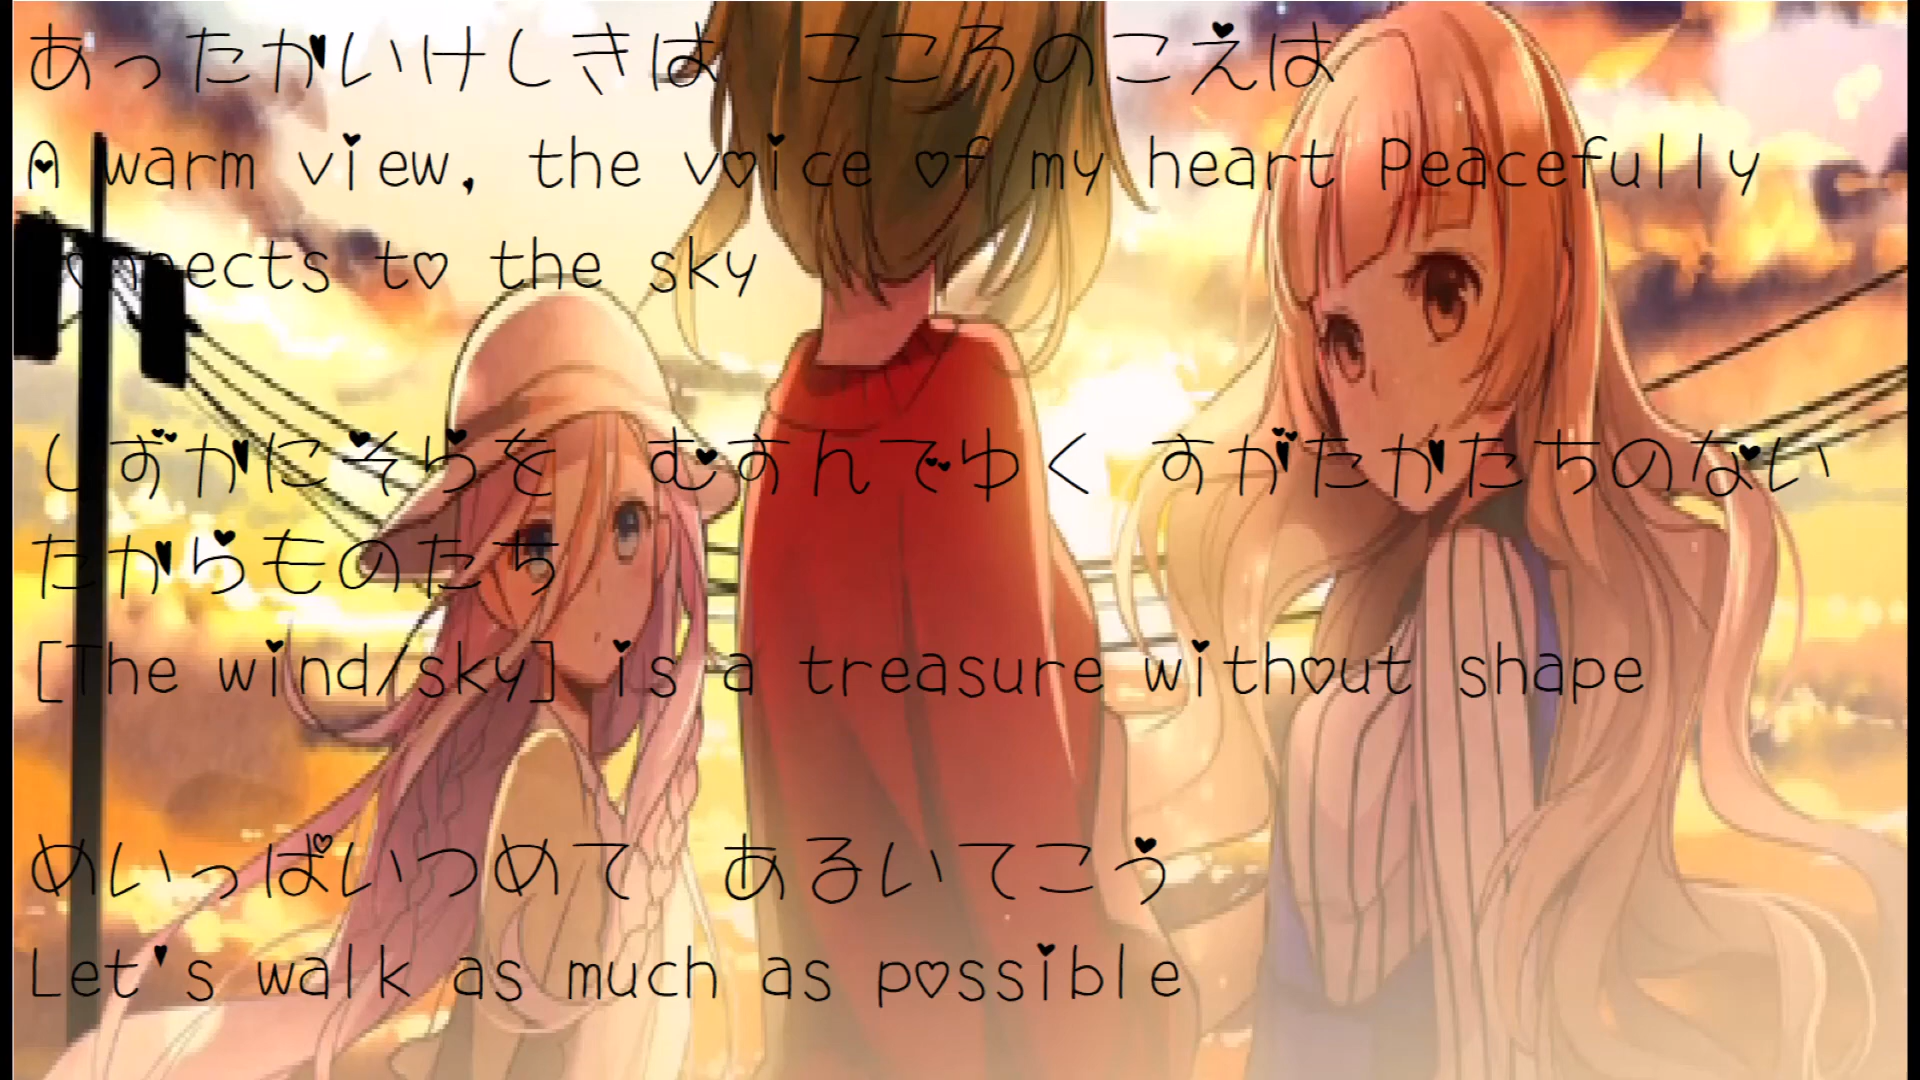 あったかいけしきは こころのこえは
A warm view, the voice of my heart Peacefully
connects to the sky
しずかにそらを むすんでゆく すがたかたちのない
たからものたち
[The wind/sky] is a treasure without shape
めいっぱいつめて あるいてこう
Let's walk as much as possible